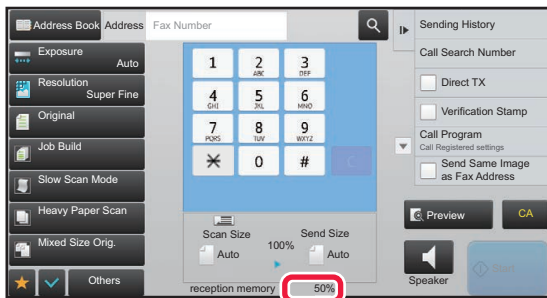 Address Book
Address
Fax Number
Sending History
Exposure
Auto
Call Search Number
Resolution
Super Fine
Direct TX
Original
Verification Stamp
Job Build
Call Program
Call Registered settings
Slow Scan Mode
Send Same Image
as Fax Address
Heavy Paper Scan
Mixed Size Orig.
Others
1
2
ABC
3
DEF
4
GHI
5
JKL
6
MNO
7
PQRS
8
TUV
9
WXYZ
0
#
C
Scan Size
100%
Send Size
Auto
Auto
reception memory
50%
Preview
CA
Speaker
Start